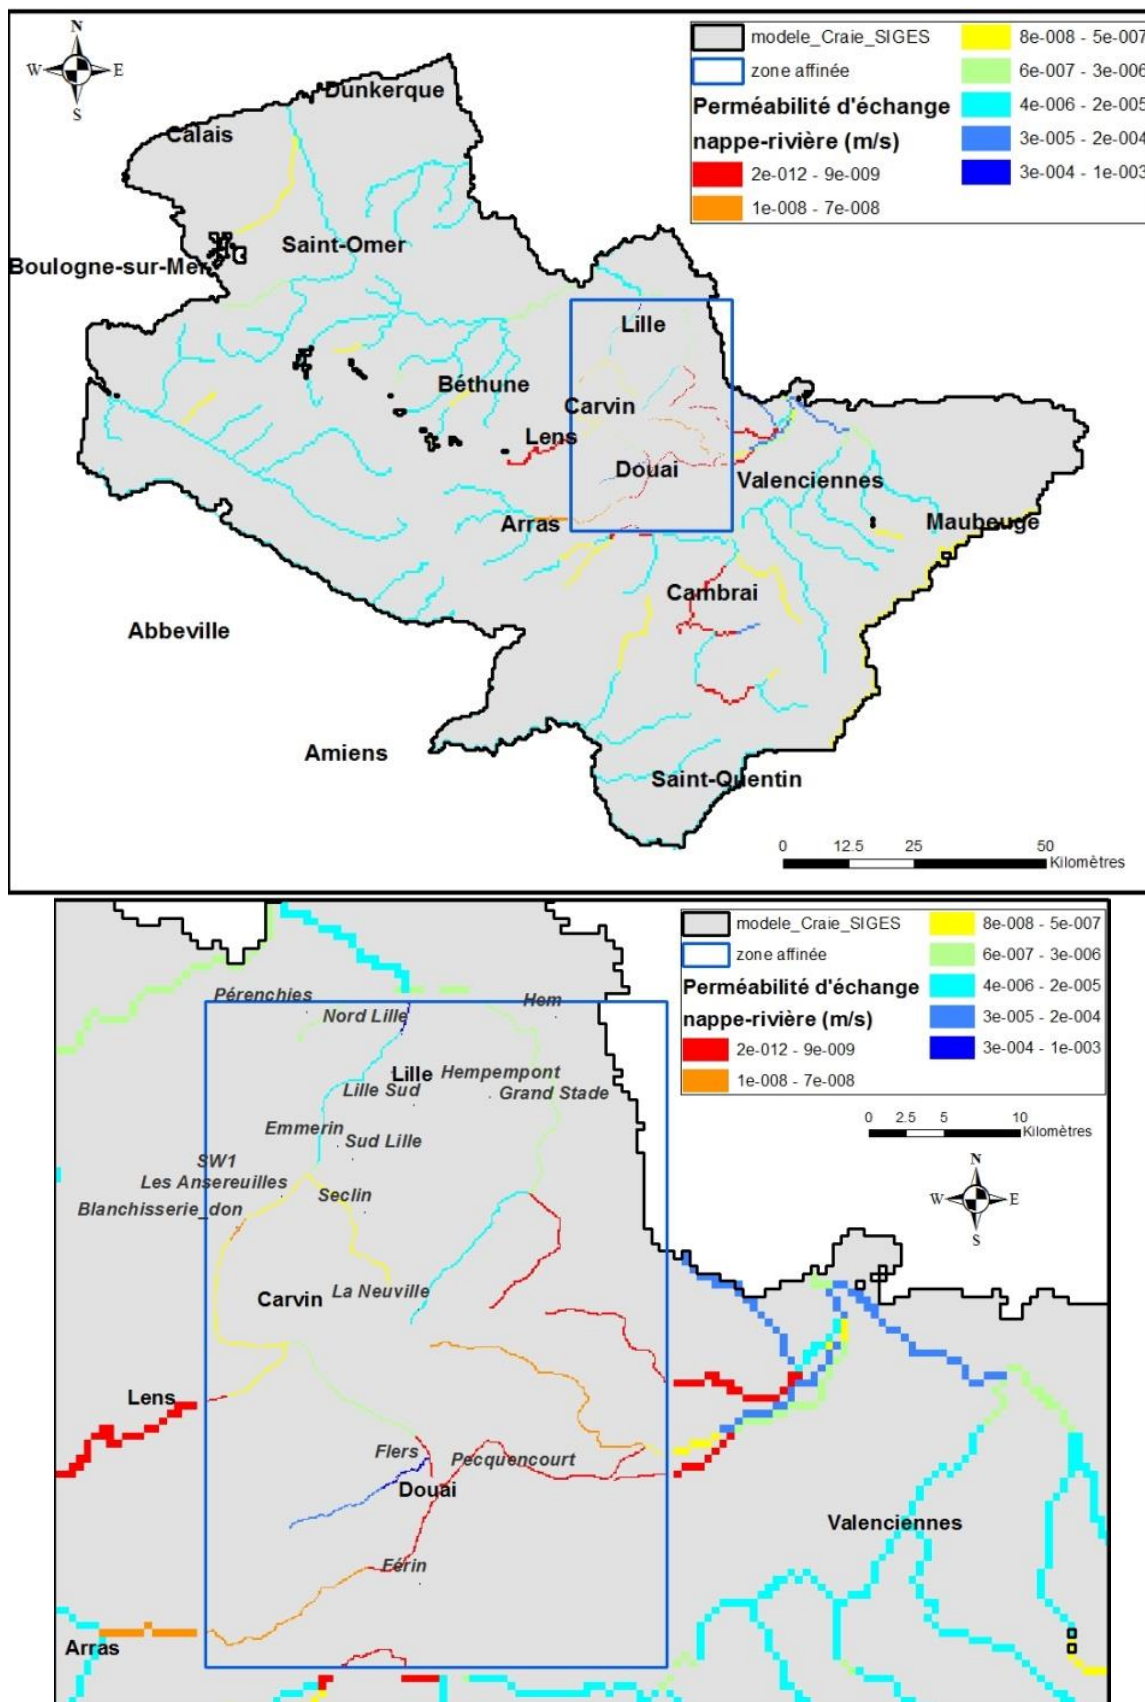 N
W E
S
modele_Craie_SIGES
zone affinée
Perméabilité d'échange
nappe-rivière (m/s)
2e-012 - 9e-009
1e-008 - 7e-008
8e-008 - 5e-007
6e-007 - 3e-006
4e-006 - 2e-005
3e-005 - 2e-004
3e-004 - 1e-003
Dunkerque
Calais
Saint-Omer
Boulogne-sur-Mer
Lille
Béthune
Carvin
Lens
Douai
Valenciennes
Arras
Maubeuge
Cambrai
Abbeville
Amiens
Saint-Quentin
0 12.5 25 50
Kilomètres
modele_Craie_SIGES
zone affinée
Perméabilité d'échange
nappe-rivière (m/s)
2e-012 - 9e-009
1e-008 - 7e-008
8e-008 - 5e-007
6e-007 - 3e-006
4e-006 - 2e-005
3e-005 - 2e-004
3e-004 - 1e-003
0 2.5 5 10
Kilomètres
N
W E
S
Pérenchies
Hem
Nord Lille
Lille
Hempempont
Lille Sud
Grand Stade
Emmerin
Sud Lille
SW1
Les Ansereuilles
Seclin
Blanchisserie_don
La Neuville
Carvin
Lens
Flers
Pecquencourt
Douai
Valenciennes
Férin
Arras